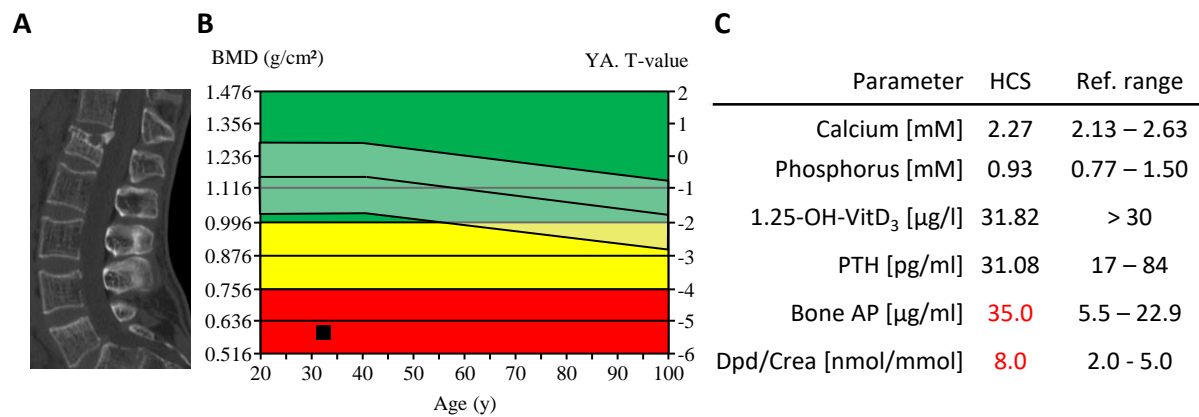 A
B
C
BMD (g/cm²)
YA. T-value
1.476
1.356
1.236
1.116
0.996
0.876
0.756
0.636
0.516
2
1
0
-1
-2
-3
-4
-5
-6
20 30 40 50 60 70 80 90 100
Age (y)
Parameter HCS Ref. range
Calcium [mM] 2.27 2.13 – 2.63
Phosphorus [mM] 0.93 0.77 – 1.50
1.25-OH-VitD₃ [µg/l] 31.82 > 30
PTH [pg/ml] 31.08 17 – 84
Bone AP [µg/ml] 35.0 5.5 – 22.9
Dpd/Crea [nmol/mmol] 8.0 2.0 - 5.0